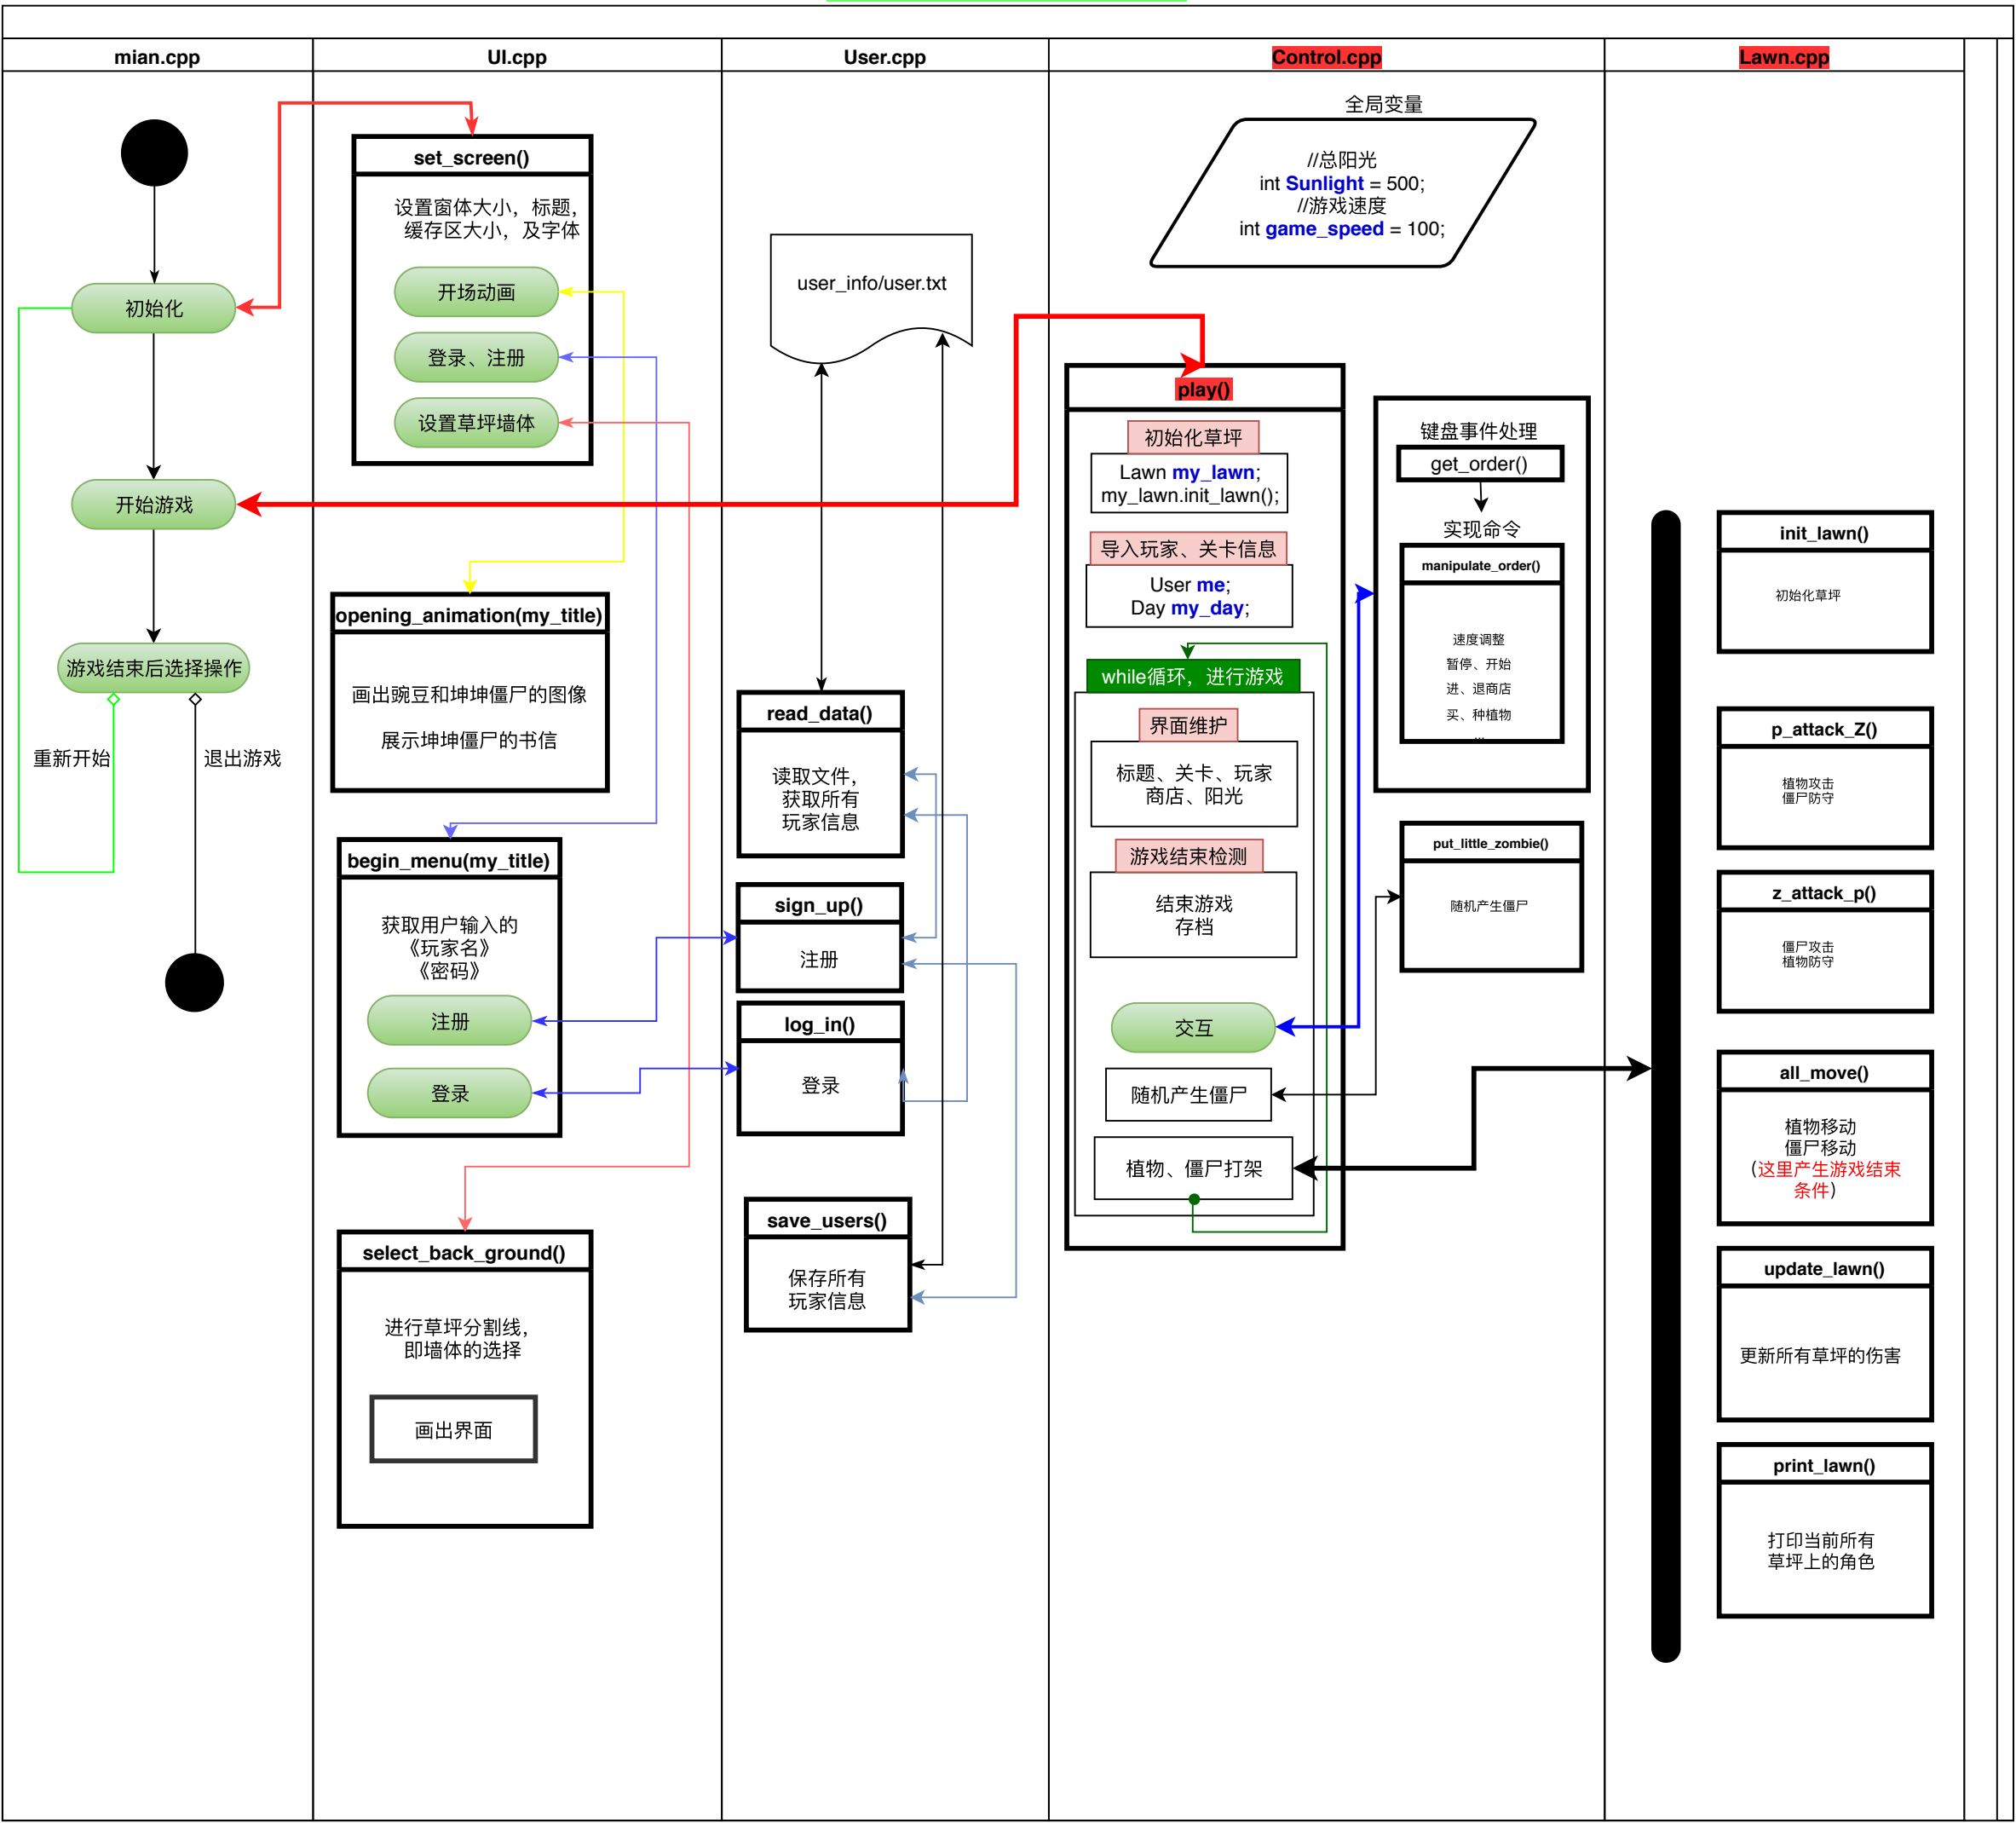 mian.cpp
UI.cpp
User.cpp
Control.cpp
Lawn.cpp
初始化
开始游戏
游戏结束后选择操作
重新开始
退出游戏
set_screen()
设置窗体大小，标题，
缓存区大小，及字体
开场动画
登录、注册
设置草坪墙体
opening_animation(my_title)
画出豌豆和坤坤僵尸的图像
展示坤坤僵尸的书信
begin_menu(my_title)
获取用户输入的
《玩家名》
《密码》
注册
登录
select_back_ground()
进行草坪分割线，
即墙体的选择
画出界面
user_info/user.txt
read_data()
读取文件，
获取所有
玩家信息
sign_up()
注册
log_in()
登录
save_users()
保存所有
玩家信息
全局变量
//总阳光
int Sunlight = 500;
//游戏速度
int game_speed = 100;
play()
初始化草坪
Lawn my_lawn;
my_lawn.init_lawn();
导入玩家、关卡信息
User me;
Day my_day;
while循环，进行游戏
界面维护
标题、关卡、玩家
商店、阳光
游戏结束检测
结束游戏
存档
交互
随机产生僵尸
植物、僵尸打架
键盘事件处理
get_order()
实现命令
manipulate_order()
速度调整
暂停、开始
进、退商店
买、种植物
...
put_little_zombie()
随机产生僵尸
init_lawn()
初始化草坪
p_attack_Z()
植物攻击
僵尸防守
z_attack_p()
僵尸攻击
植物防守
all_move()
植物移动
僵尸移动
(这里产生游戏结束
条件)
update_lawn()
更新所有草坪的伤害
print_lawn()
打印当前所有
草坪上的角色